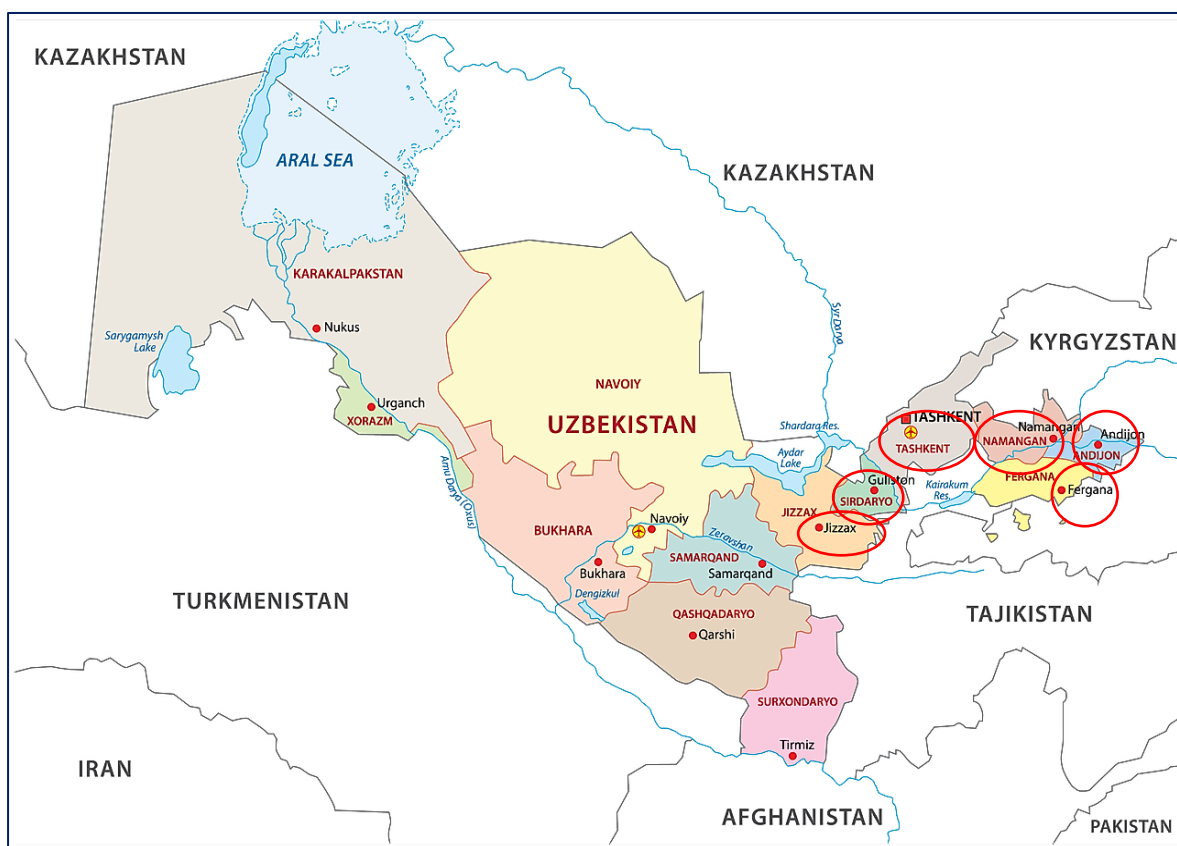 KAZAKHSTAN
ARAL SEA
KAZAKHSTAN
KARAKALPAKSTAN
Nukus
Sarygamysh
Lake
Syr Darya
KYRGYZSTAN
NAVOIY
UZBEKISTAN
Urganch
XORAZM
TASHKENT
TASHKENT
Shardara Res.
Namangan
NAMANGAN
Andijon
ANDIJON
Aydar
Lake
FERGANA
Fergana
Guliston
SIRDARYO
Kairakum
Res.
Amu Darya (Oxus)
JIZZAX
Jizzax
BUKHARA
Navoiy
Zeravshan
SAMARQAND
Samarqand
Bukhara
Dengizkul
TURKMENISTAN
QASHQADARYO
Qarshi
TAJIKISTAN
SURXONDARYO
Tirmiz
IRAN
AFGHANISTAN
PAKISTAN